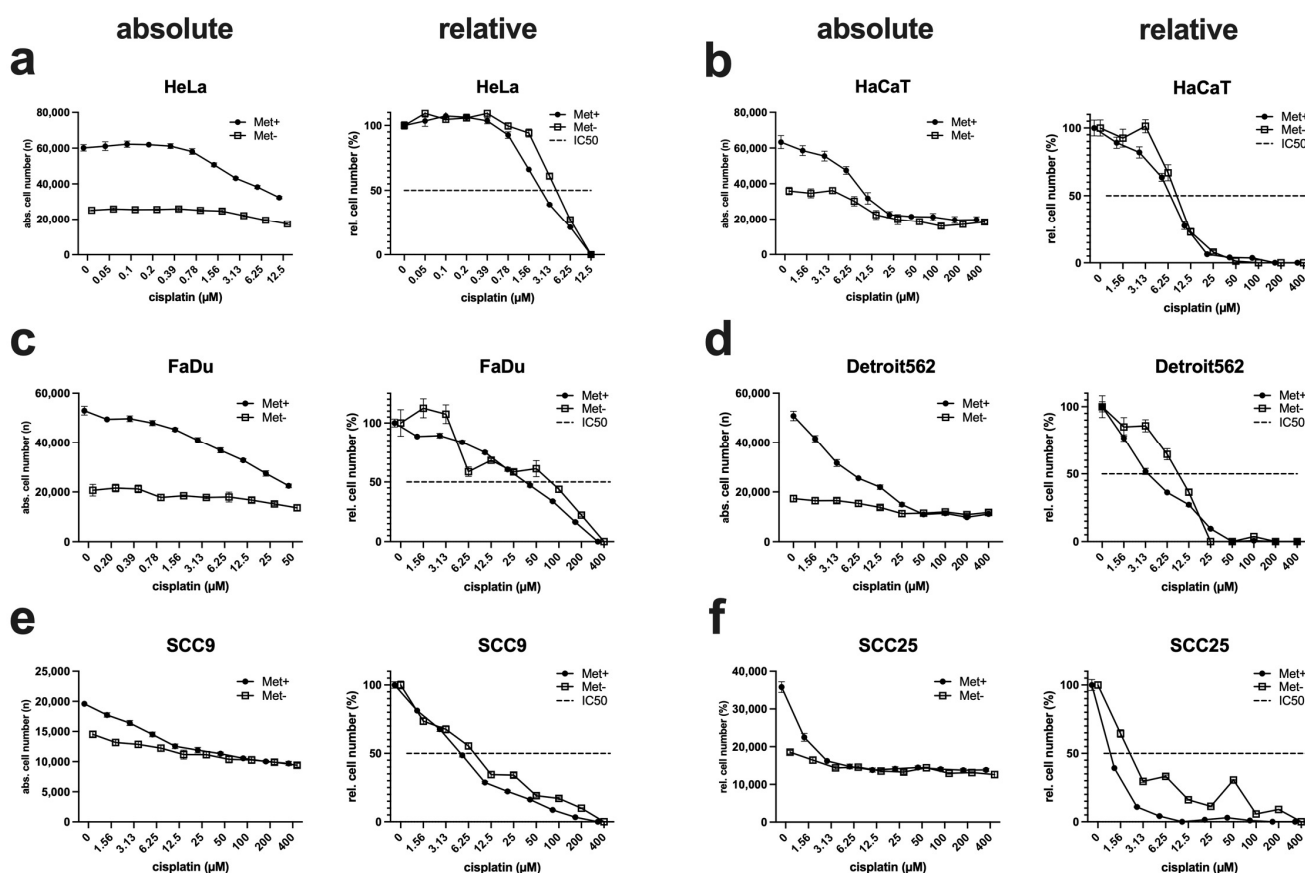 absolute
relative
absolute
relative
a
HeLa
abs. cell number (n)
80,000
60,000
40,000
20,000
0
Met+
Met-
0 0.05 0.1 0.2 0.39 0.78 1.56 3.13 6.25 12.5
cisplatin (µM)
HeLa
rel. cell number (%)
100
50
0
Met+
Met-
IC50
0 0.05 0.1 0.2 0.39 0.78 1.56 3.13 6.25 12.5
cisplatin (µM)
b
HaCaT
abs. cell number (n)
80,000
60,000
40,000
20,000
0
Met+
Met-
0 1.56 3.13 6.25 12.5 25 50 100 200 400
cisplatin (µM)
HaCaT
rel. cell number (%)
100
50
0
Met+
Met-
IC50
0 1.56 3.13 6.25 12.5 25 50 100 200 400
cisplatin (µM)
c
FaDu
abs. cell number (n)
60,000
40,000
20,000
0
Met+
Met-
0 0.20 0.39 0.78 1.56 3.13 6.25 12.5 25 50
cisplatin (µM)
FaDu
rel. cell number (%)
100
50
0
Met+
Met-
IC50
0 1.56 3.13 6.25 12.5 25 50 100 200 400
cisplatin (µM)
d
Detroit562
abs. cell number (n)
60,000
40,000
20,000
0
Met+
Met-
0 1.56 3.13 6.25 12.5 25 50 100 200 400
cisplatin (µM)
Detroit562
rel. cell number (%)
100
50
0
Met+
Met-
IC50
0 1.56 3.13 6.25 12.5 25 50 100 200 400
cisplatin (µM)
e
SCC9
abs. cell number (n)
25,000
20,000
15,000
10,000
5,000
0
Met+
Met-
0 1.56 3.13 6.25 12.5 25 50 100 200 400
cisplatin (µM)
SCC9
rel. cell number (%)
100
50
0
Met+
Met-
IC50
0 1.56 3.13 6.25 12.5 25 50 100 200 400
cisplatin (µM)
f
SCC25
rel. cell number (%)
40,000
30,000
20,000
10,000
0
Met+
Met-
0 1.56 3.13 6.25 12.5 25 50 100 200 400
cisplatin (µM)
SCC25
rel. cell number (%)
100
50
0
Met+
Met-
IC50
0 1.56 3.13 6.25 12.5 25 50 100 200 400
cisplatin (µM)